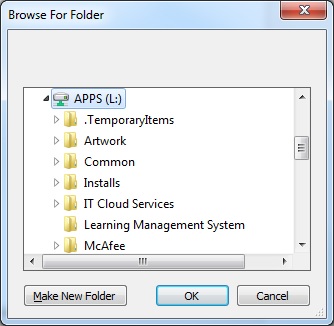 Browse For Folder
APPS (L:)
.TemporaryItems
Artwork
Common
Installs
IT Cloud Services
Learning Management System
McAfee
Make New Folder
OK
Cancel